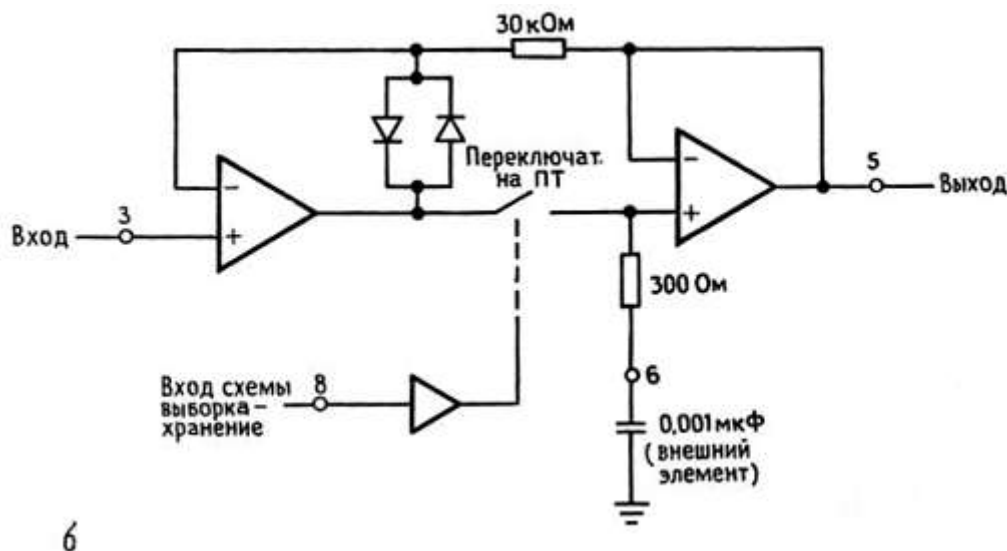 30 кОм
Переключат.
на ПТ
-
-
5
Выход
3
Вход
+
+
300 Ом
6
Вход схемы
8
выборка-
хранение
0,001 мкФ
(внешний
элемент)
б